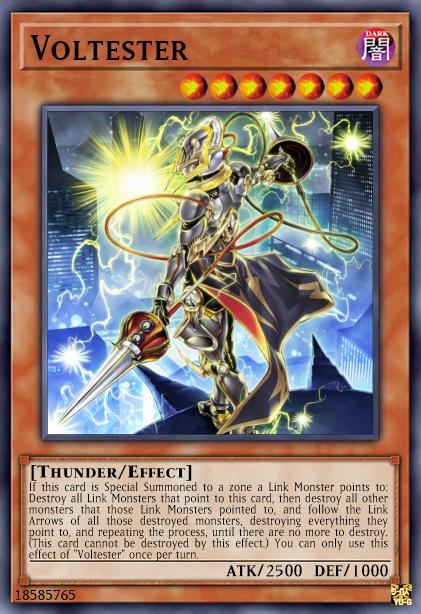 VOLTESTER
DARK
闇
[THUNDER/EFFECT]
If this card is Special Summoned to a zone a Link Monster points to:
Destroy all Link Monsters that point to this card, then destroy all other
monsters that those Link Monsters pointed to, and follow the Link
Arrows of all those destroyed monsters, destroying everything they
point to, and repeating the process, until there are no more to destroy.
(This card cannot be destroyed by this effect.) You can only use this
effect of "Voltester" once per turn.
ATK/2500 DEF/1000
18585765